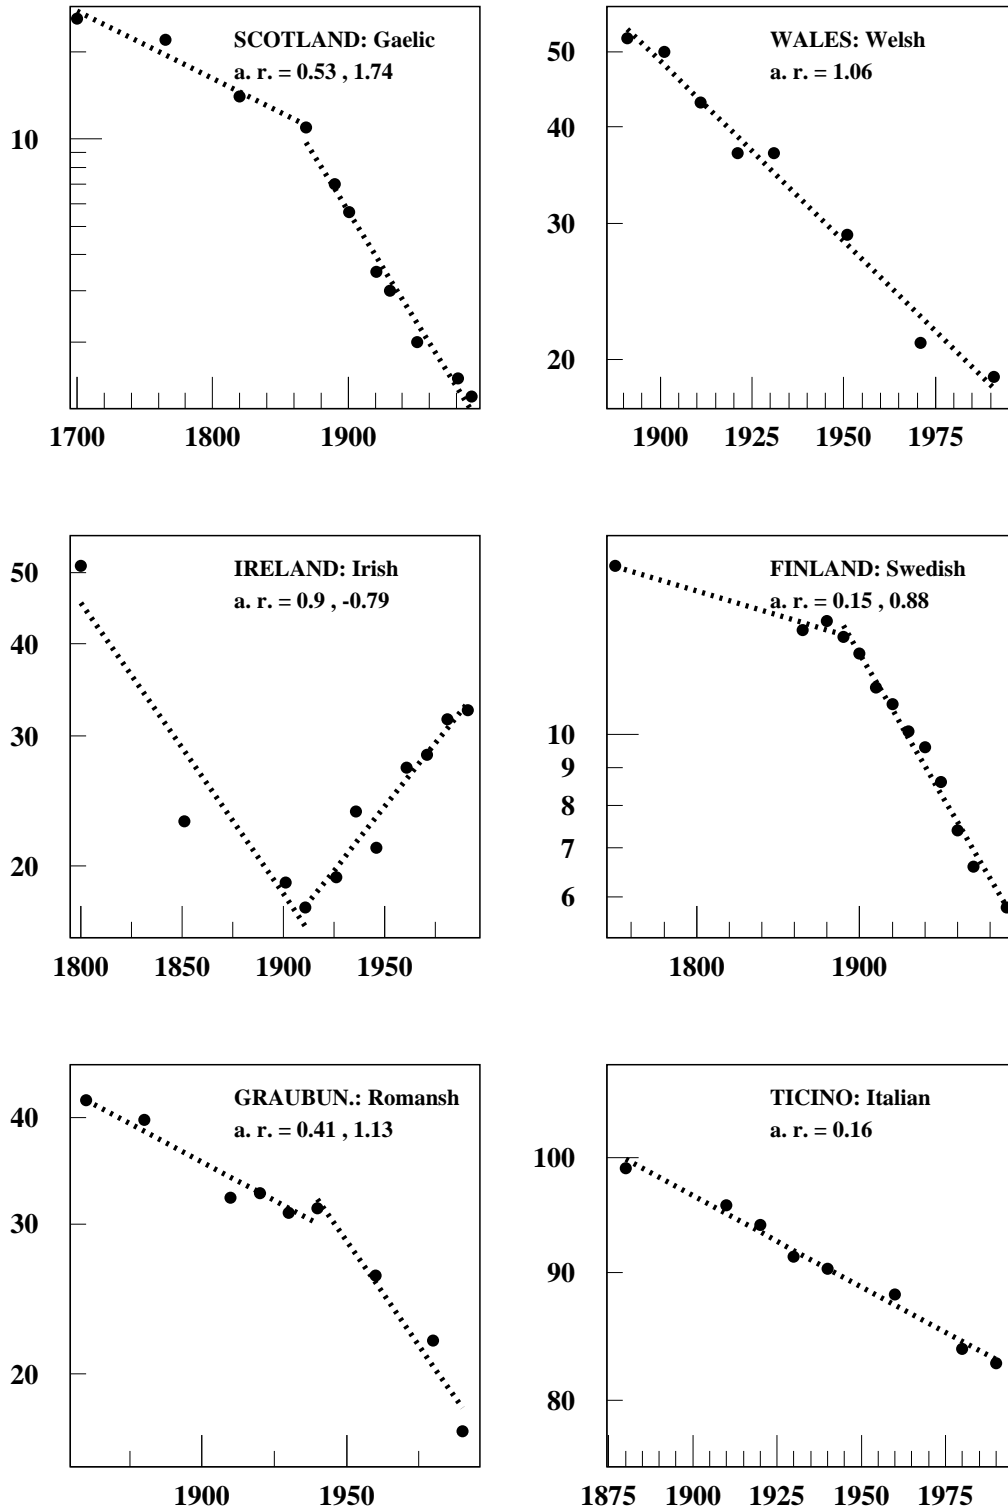 SCOTLAND: Gaelic
a. r. = 0.53 , 1.74
10
1700 1800 1900
WALES: Welsh
a. r. = 1.06
50
40
30
20
1900 1925 1950 1975
IRELAND: Irish
a. r. = 0.9 , -0.79
50
40
30
20
1800 1850 1900 1950
FINLAND: Swedish
a. r. = 0.15 , 0.88
10
9
8
7
6
1800 1900
GRAUBUN.: Romansh
a. r. = 0.41 , 1.13
40
30
20
1900 1950
TICINO: Italian
a. r. = 0.16
100
90
80
1875 1900 1925 1950 1975